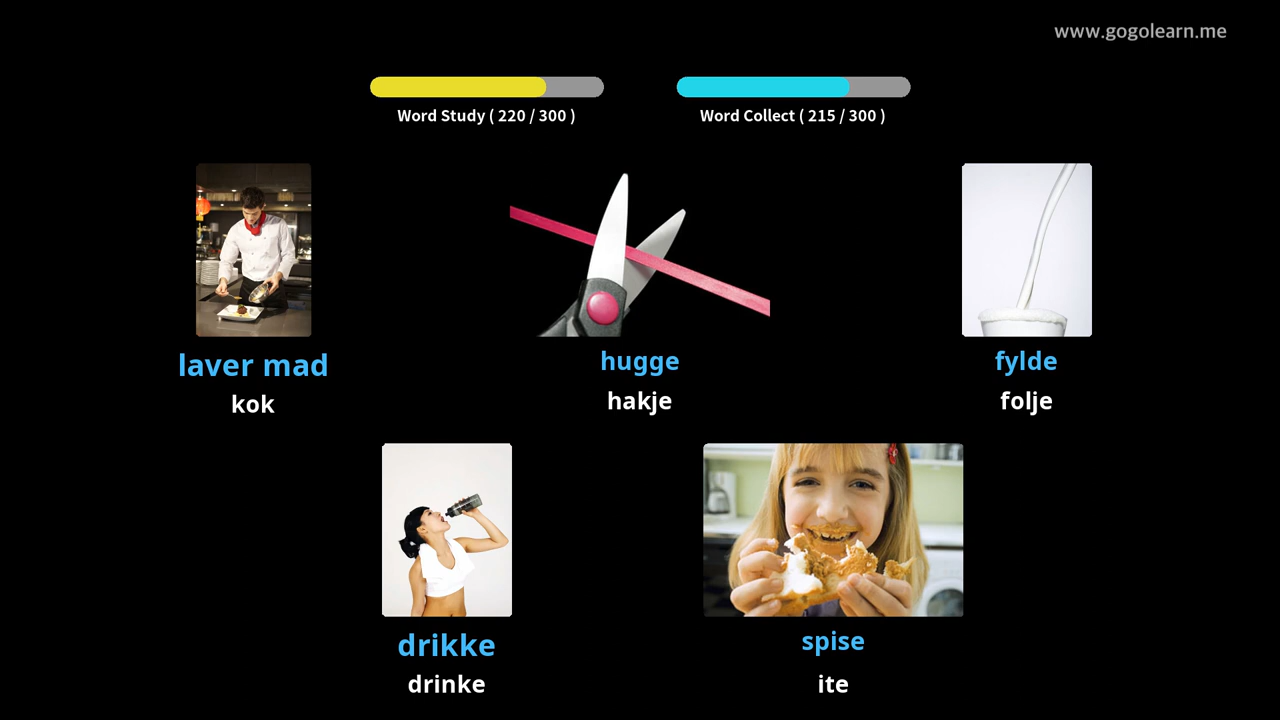 www.gogolearn.me
Word Study ( 220 / 300 )
Word Collect ( 215 / 300 )
laver mad
kok
hugge
hakje
fylde
folje
drikke
drinke
spise
ite